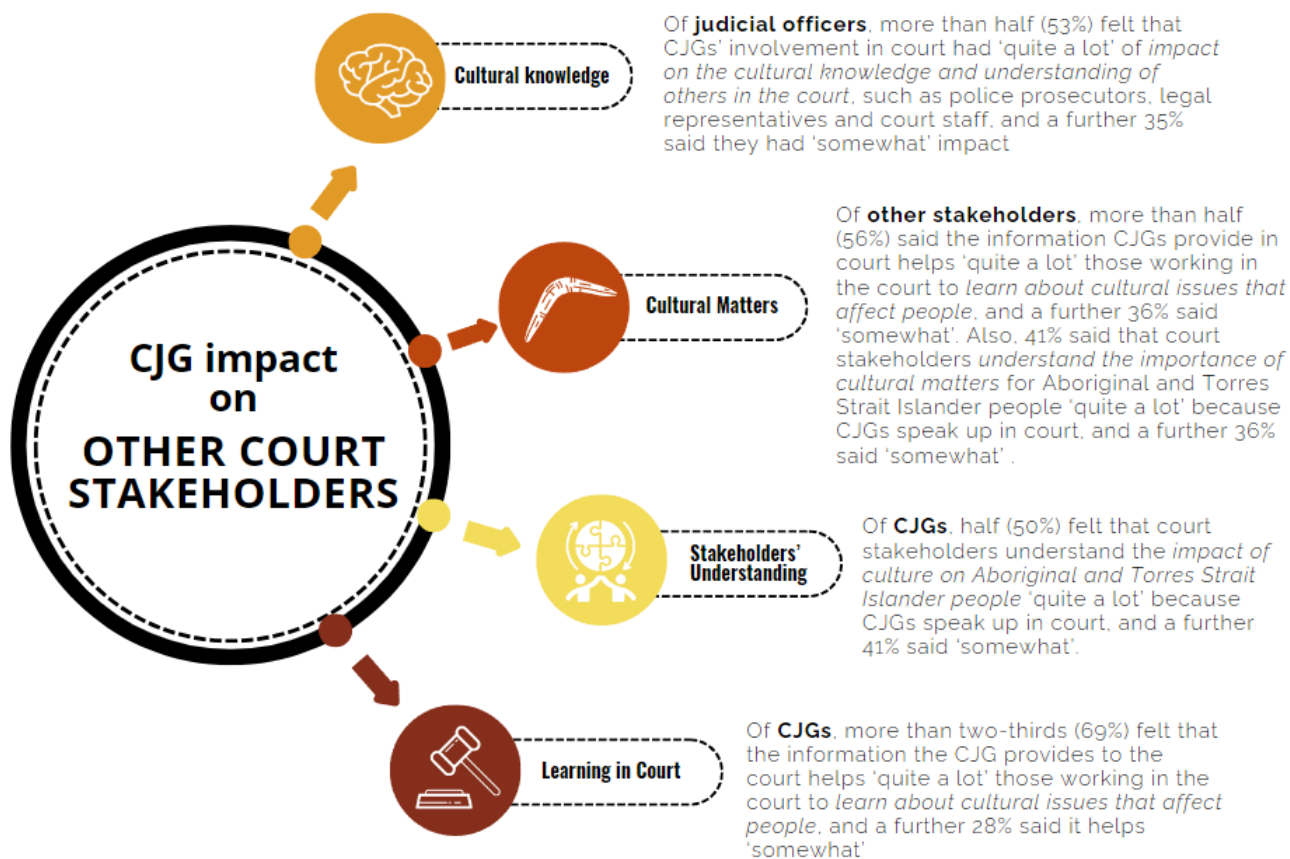 CJG impact
on
OTHER COURT
STAKEHOLDERS
Cultural knowledge
Of judicial officers, more than half (53%) felt that
CJGs’ involvement in court had ‘quite a lot’ of impact
on the cultural knowledge and understanding of
others in the court, such as police prosecutors, legal
representatives and court staff, and a further 35%
said they had ‘somewhat’ impact
Cultural Matters
Of other stakeholders, more than half
(56%) said the information CJGs provide in
court helps ‘quite a lot’ those working in
the court to learn about cultural issues that
affect people, and a further 36% said
‘somewhat’. Also, 41% said that court
stakeholders understand the importance of
cultural matters for Aboriginal and Torres
Strait Islander people ‘quite a lot’ because
CJGs speak up in court, and a further 36%
said ‘somewhat’ .
Stakeholders’
Understanding
Of CJGs, half (50%) felt that court
stakeholders understand the impact of
culture on Aboriginal and Torres Strait
Islander people ‘quite a lot’ because
CJGs speak up in court, and a further
41% said ‘somewhat’.
Learning in Court
Of CJGs, more than two-thirds (69%) felt that
the information the CJG provides to the
court helps ‘quite a lot’ those working in the
court to learn about cultural issues that affect
people, and a further 28% said it helps
‘somewhat’